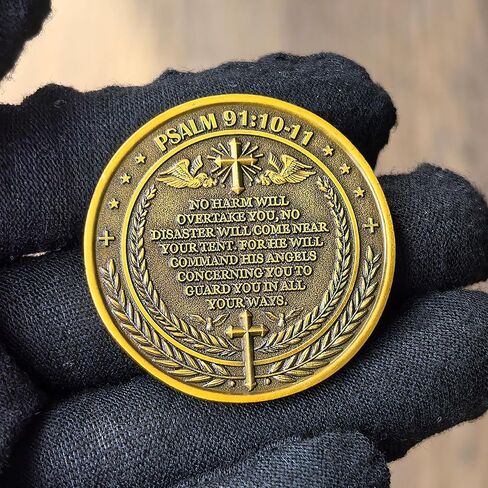 PSALM 91:10-11
NO HARM WILL
OVERTAKE YOU, NO
DISASTER WILL COME NEAR
YOUR TENT. FOR HE WILL
COMMAND HIS ANGELS
CONCERNING YOU TO
GUARD YOU IN ALL
YOUR WAYS.